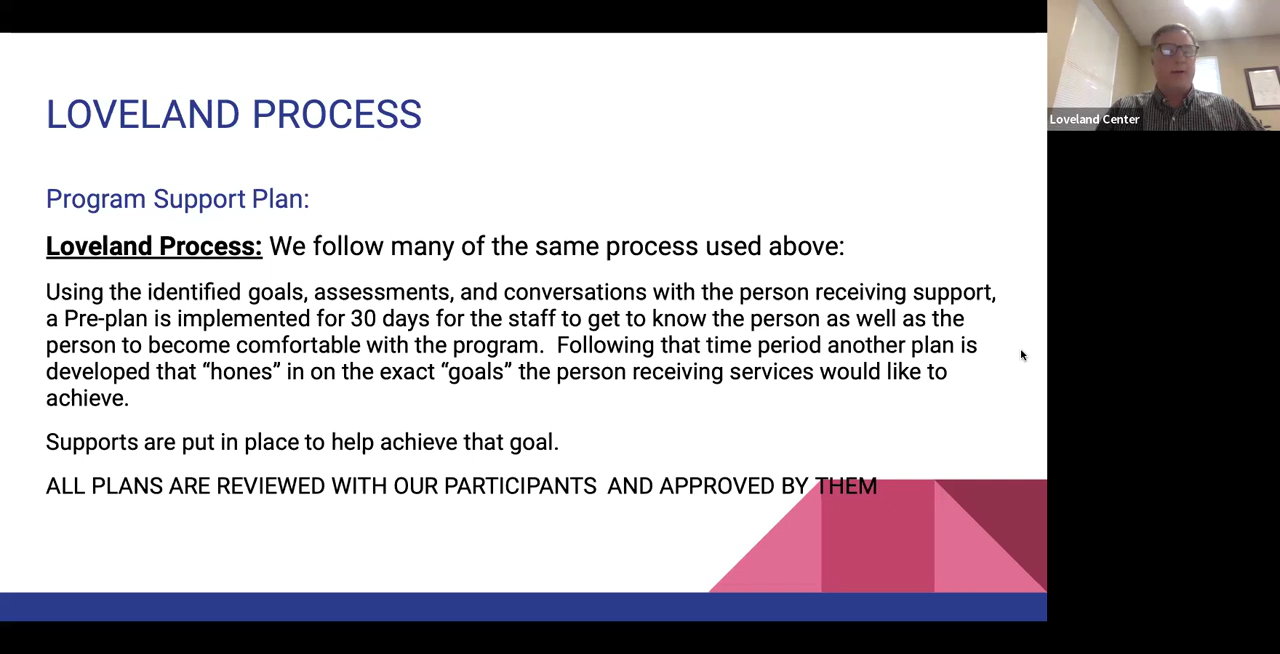 LOVELAND PROCESS
Program Support Plan:
Loveland Process: We follow many of the same process used above:
Using the identified goals, assessments, and conversations with the person receiving support,
a Pre-plan is implemented for 30 days for the staff to get to know the person as well as the
person to become comfortable with the program.  Following that time period another plan is
developed that “hones” in on the exact “goals” the person receiving services would like to
achieve.
Supports are put in place to help achieve that goal.
ALL PLANS ARE REVIEWED WITH OUR PARTICIPANTS  AND APPROVED BY THEM
Loveland Center